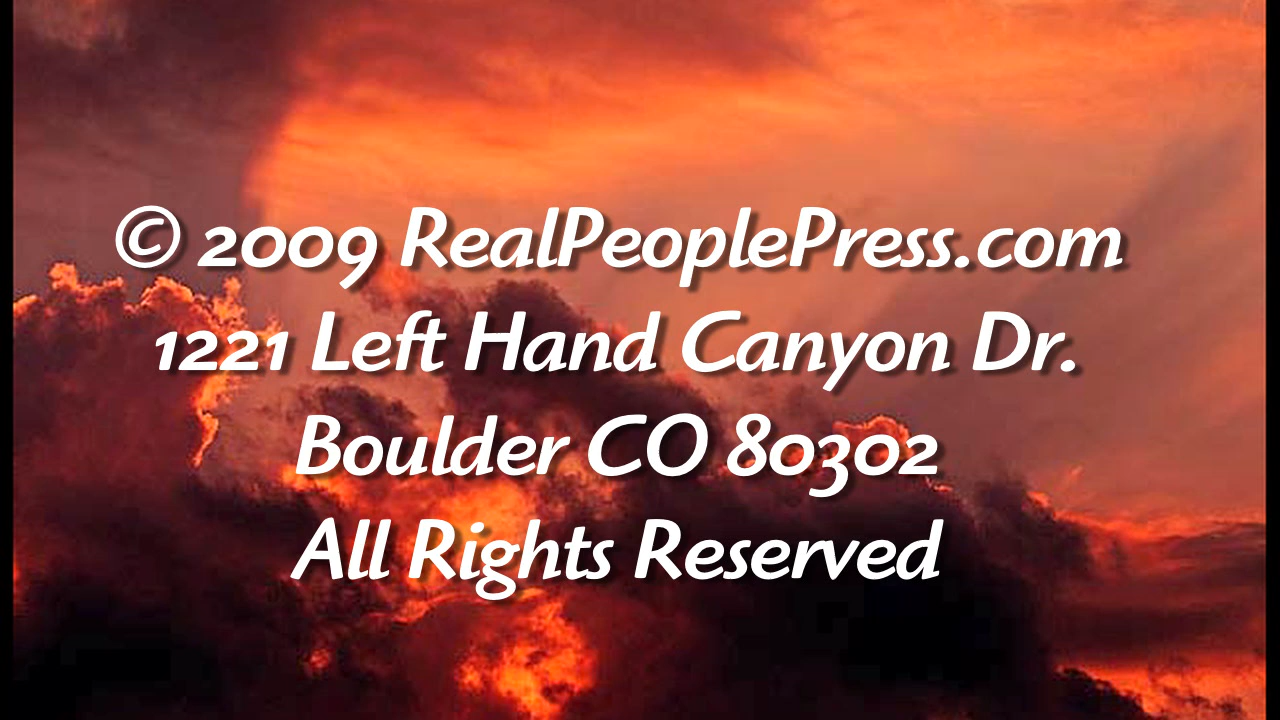 © 2009 RealPeoplePress.com
1221 Left Hand Canyon Dr.
Boulder CO 80302
All Rights Reserved